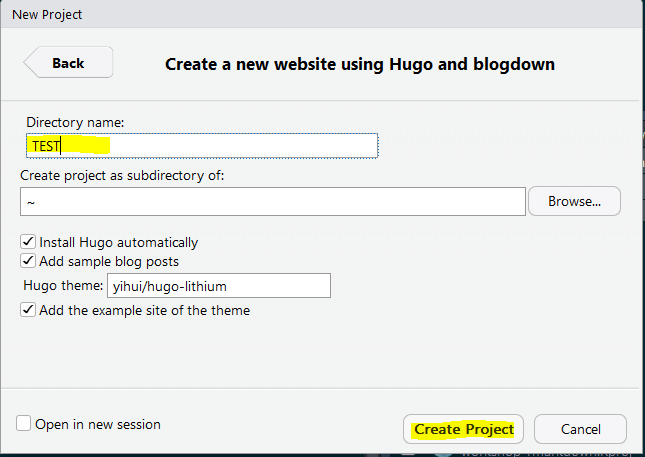 New Project
Back
Create a new website using Hugo and blogdown
Directory name:
TEST
Create project as subdirectory of:
~
Browse...
Install Hugo automatically
Add sample blog posts
Hugo theme: yihui/hugo-lithium
Add the example site of the theme
Open in new session
Create Project
Cancel